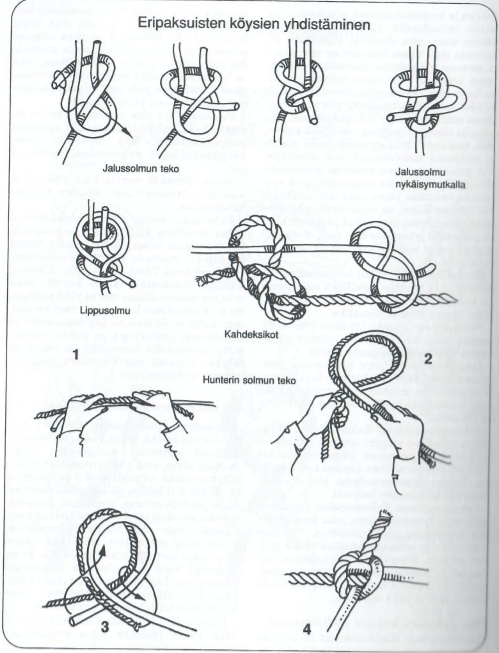 Eripaksuisten köysien yhdistäminen
Jalussolmun teko
Jalussolmu
nykäisymutkalla
Lippusolmu
Kahdeksikot
1
Hunterin solmun teko
2
3
4